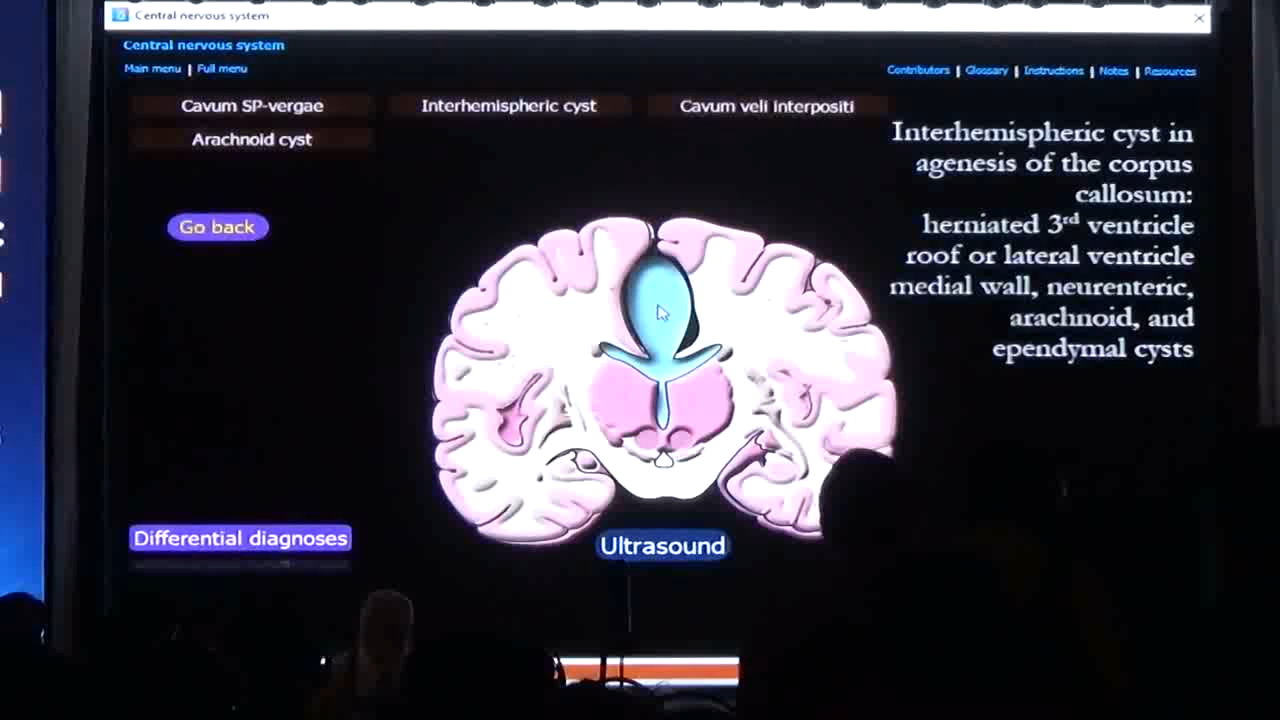 Central nervous system
Central nervous system
Main menu | Full menu
Contributors | Glossary | Instructions | Notes | Resources
Cavum SP-vergae
Interhemispheric cyst
Cavum veli interpositi
Arachnoid cyst
Interhemispheric cyst in
agenesis of the corpus
callosum:
herniated 3rd ventricle
roof or lateral ventricle
medial wall, neurenteric,
arachnoid, and
ependymal cysts
Go back
Differential diagnoses
Ultrasound